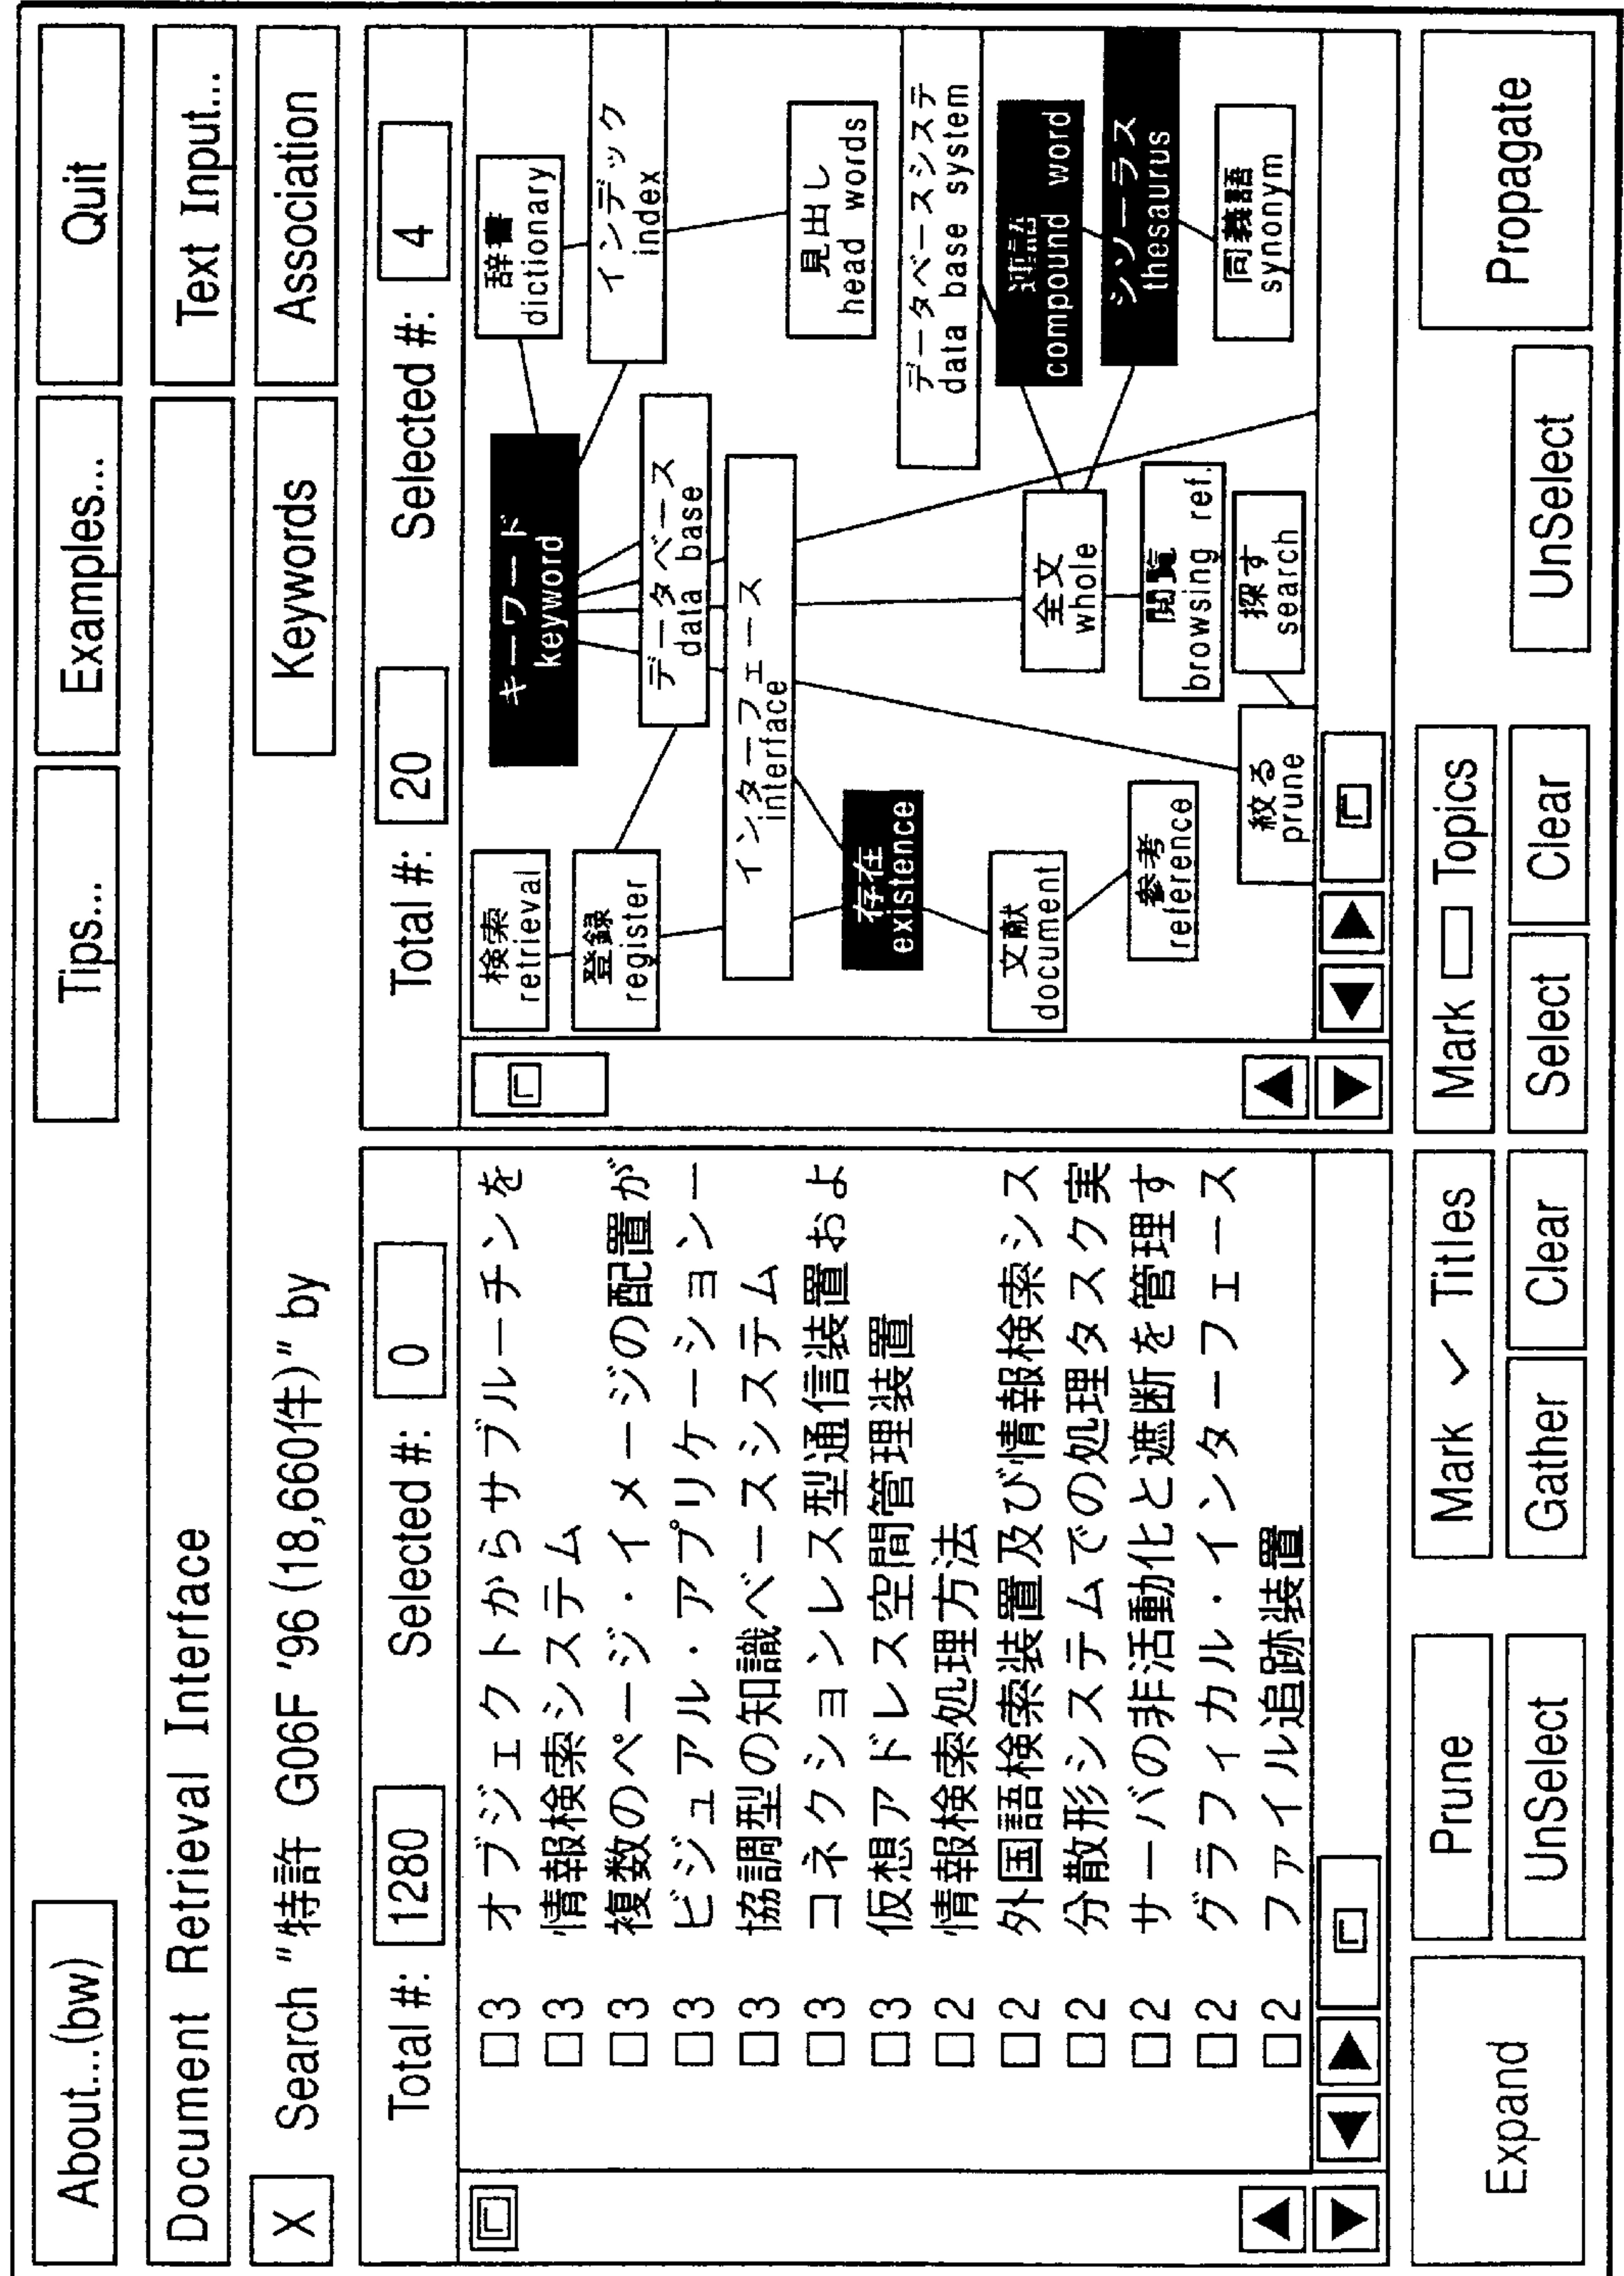 About...(bw)
Tips...
Examples...
Quit
Document Retrieval Interface
Text Input...
X
Search "特許 G06F '96 (18,660件)" by
Keywords
Association
Total #: 1280 Selected #: 0
3 オブジェクトからサブルーチンを
3 情報検索システム
3 複数のページ・イメージの配置が
3 ビジュアル・アプリケーション一
3 協調型の知識ベースシステム
3 コネクションレス型通信装置およ
3 仮想アドレス空間管理装置
2 情報検索処理方法
2 外国語検索装置及び情報検索シス
2 分散形システムでの処理タスク実
2 サーバの非活動化と遮断を管理す
2 グラフィカル・インターフェース
2 ファイル追跡装置
Total #: 20 Selected #: 4
検索
retrieval
登録
register
キーワード
keyword
辞書
dictionary
インデック
index
データベース
data base
インターフェース
interface
見出し
head words
存在
existence
データベースシステ
data base system
文献
document
全文
whole
compound word
シソーラス
thesaurus
参考
reference
閲覧
browsing ref.
同義語
synonym
絞る
prune
探す
search
Expand
Prune
UnSelect
Mark ✓ Titles
Gather
Clear
Mark □ Topics
Select
Clear
UnSelect
Propagate